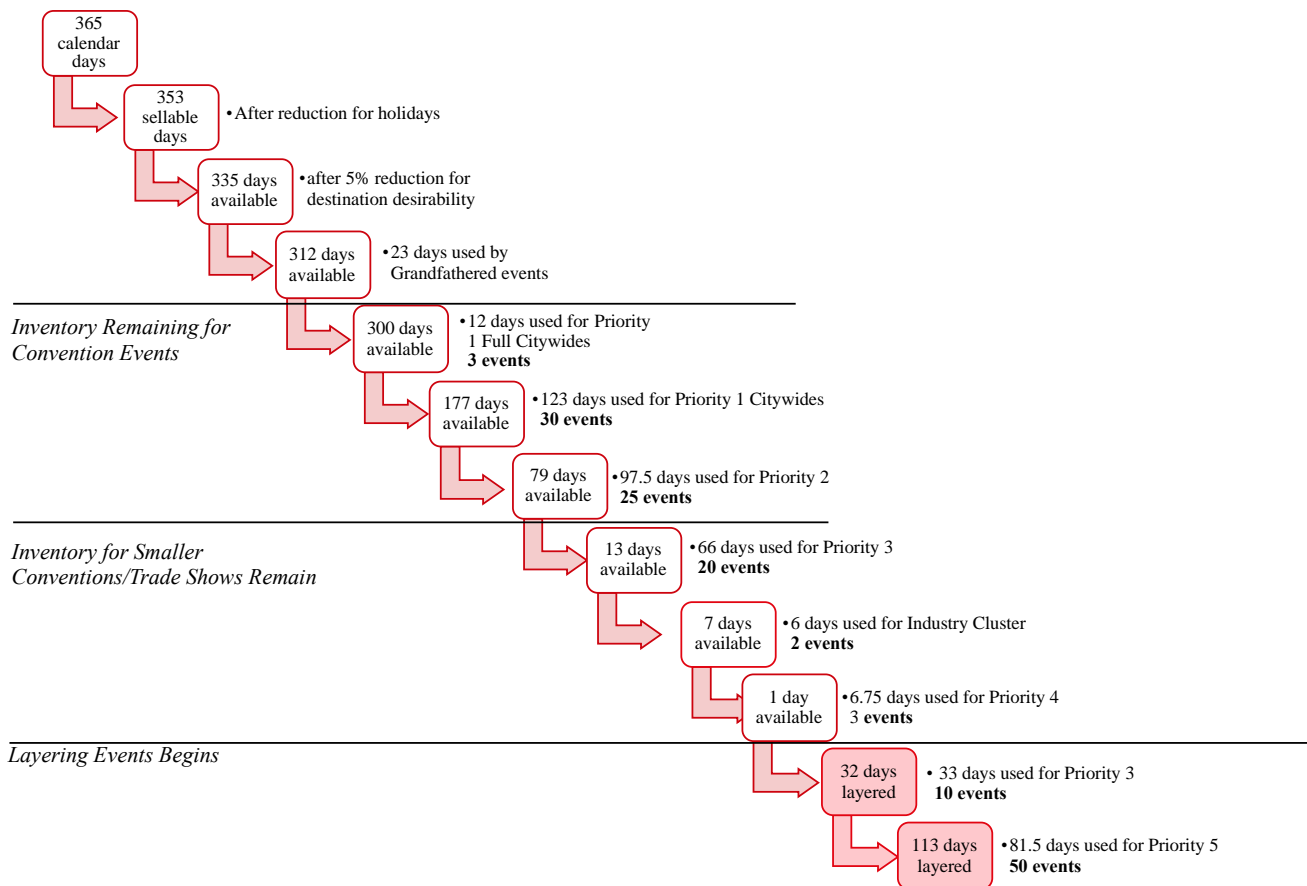 365
calendar
days
353
sellable
days
•After reduction for holidays
335 days
available
•after 5% reduction for
destination desirability
312 days
available
•23 days used by
Grandfathered events
Inventory Remaining for
Convention Events
300 days
available
•12 days used for Priority
1 Full Citywides
3 events
177 days
available
•123 days used for Priority 1 Citywides
30 events
79 days
available
•97.5 days used for Priority 2
25 events
Inventory for Smaller
Conventions/Trade Shows Remain
13 days
available
•66 days used for Priority 3
20 events
7 days
available
•6 days used for Industry Cluster
2 events
1 day
available
•6.75 days used for Priority 4
3 events
Layering Events Begins
32 days
layered
• 33 days used for Priority 3
10 events
113 days
layered
•81.5 days used for Priority 5
50 events